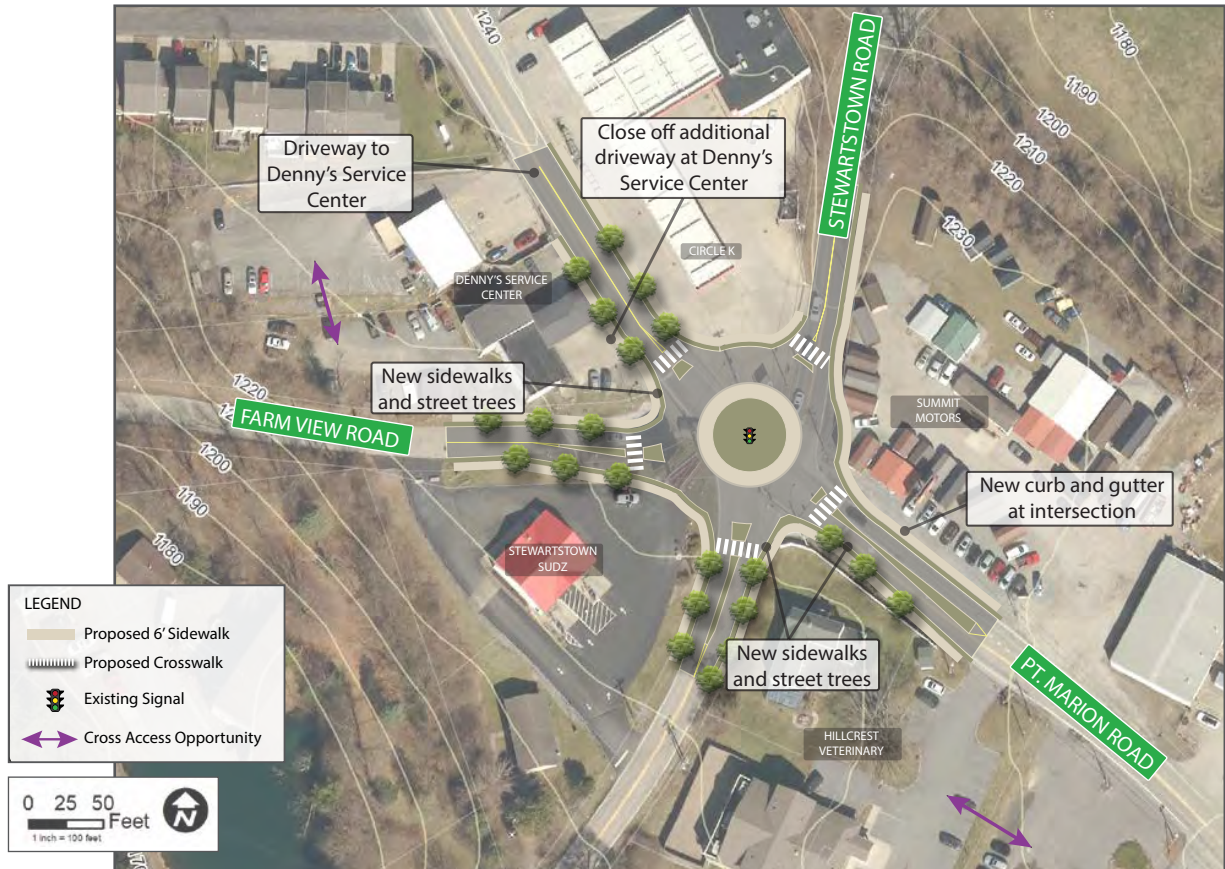 1240
STEWARTSTOWN ROAD
1180
1190
1200
1210
1220
1230
Driveway to
Denny's Service
Center
Close off additional
driveway at Denny's
Service Center
CIRCLE K
DENNY'S SERVICE
CENTER
New sidewalks
and street trees
1220
FARM VIEW ROAD
1200
1190
1180
SUMMIT
MOTORS
New curb and gutter
at intersection
STEWARTSTOWN
SUDZ
New sidewalks
and street trees
HILLCREST
VETERINARY
PT. MARION ROAD
LEGEND
Proposed 6' Sidewalk
Proposed Crosswalk
Existing Signal
Cross Access Opportunity
0 25 50
Feet
1 inch = 100 feet
N